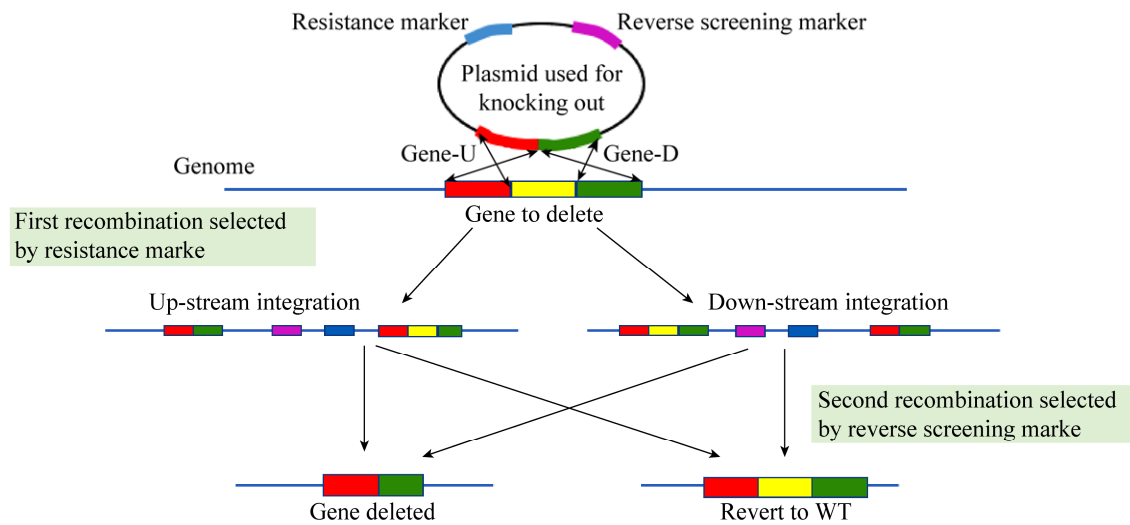 Resistance marker
Reverse screening marker
Plasmid used for
knocking out
Gene-U
Gene-D
Genome
Gene to delete
First recombination selected
by resistance marke
Up-stream integration
Down-stream integration
Second recombination selected
by reverse screening marke
Gene deleted
Revert to WT